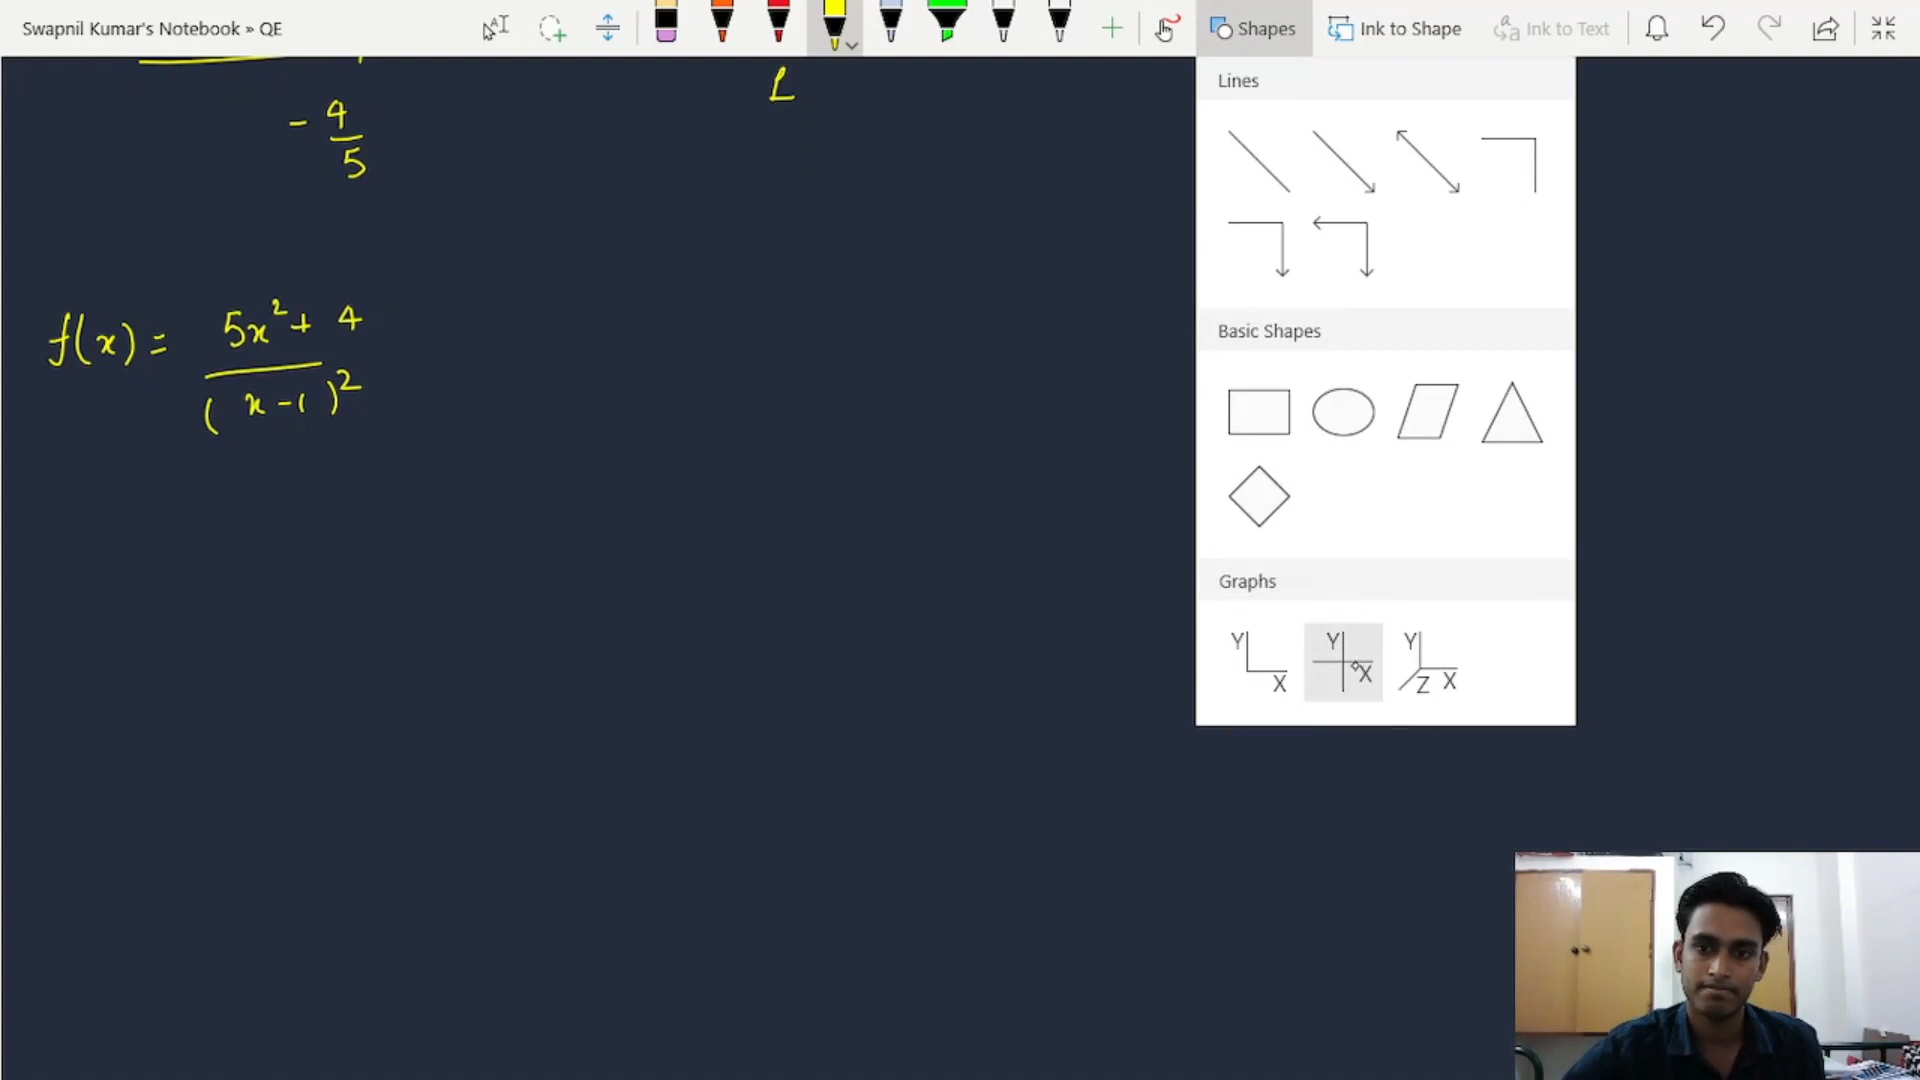 Swapnil Kumar's Notebook » QE
Shapes
Ink to Shape
Ink to Text
L
- 4/5
f(x) = 5x² + 4
(x-1)²
Lines
Basic Shapes
Graphs
Y X
Y X
Y Z X